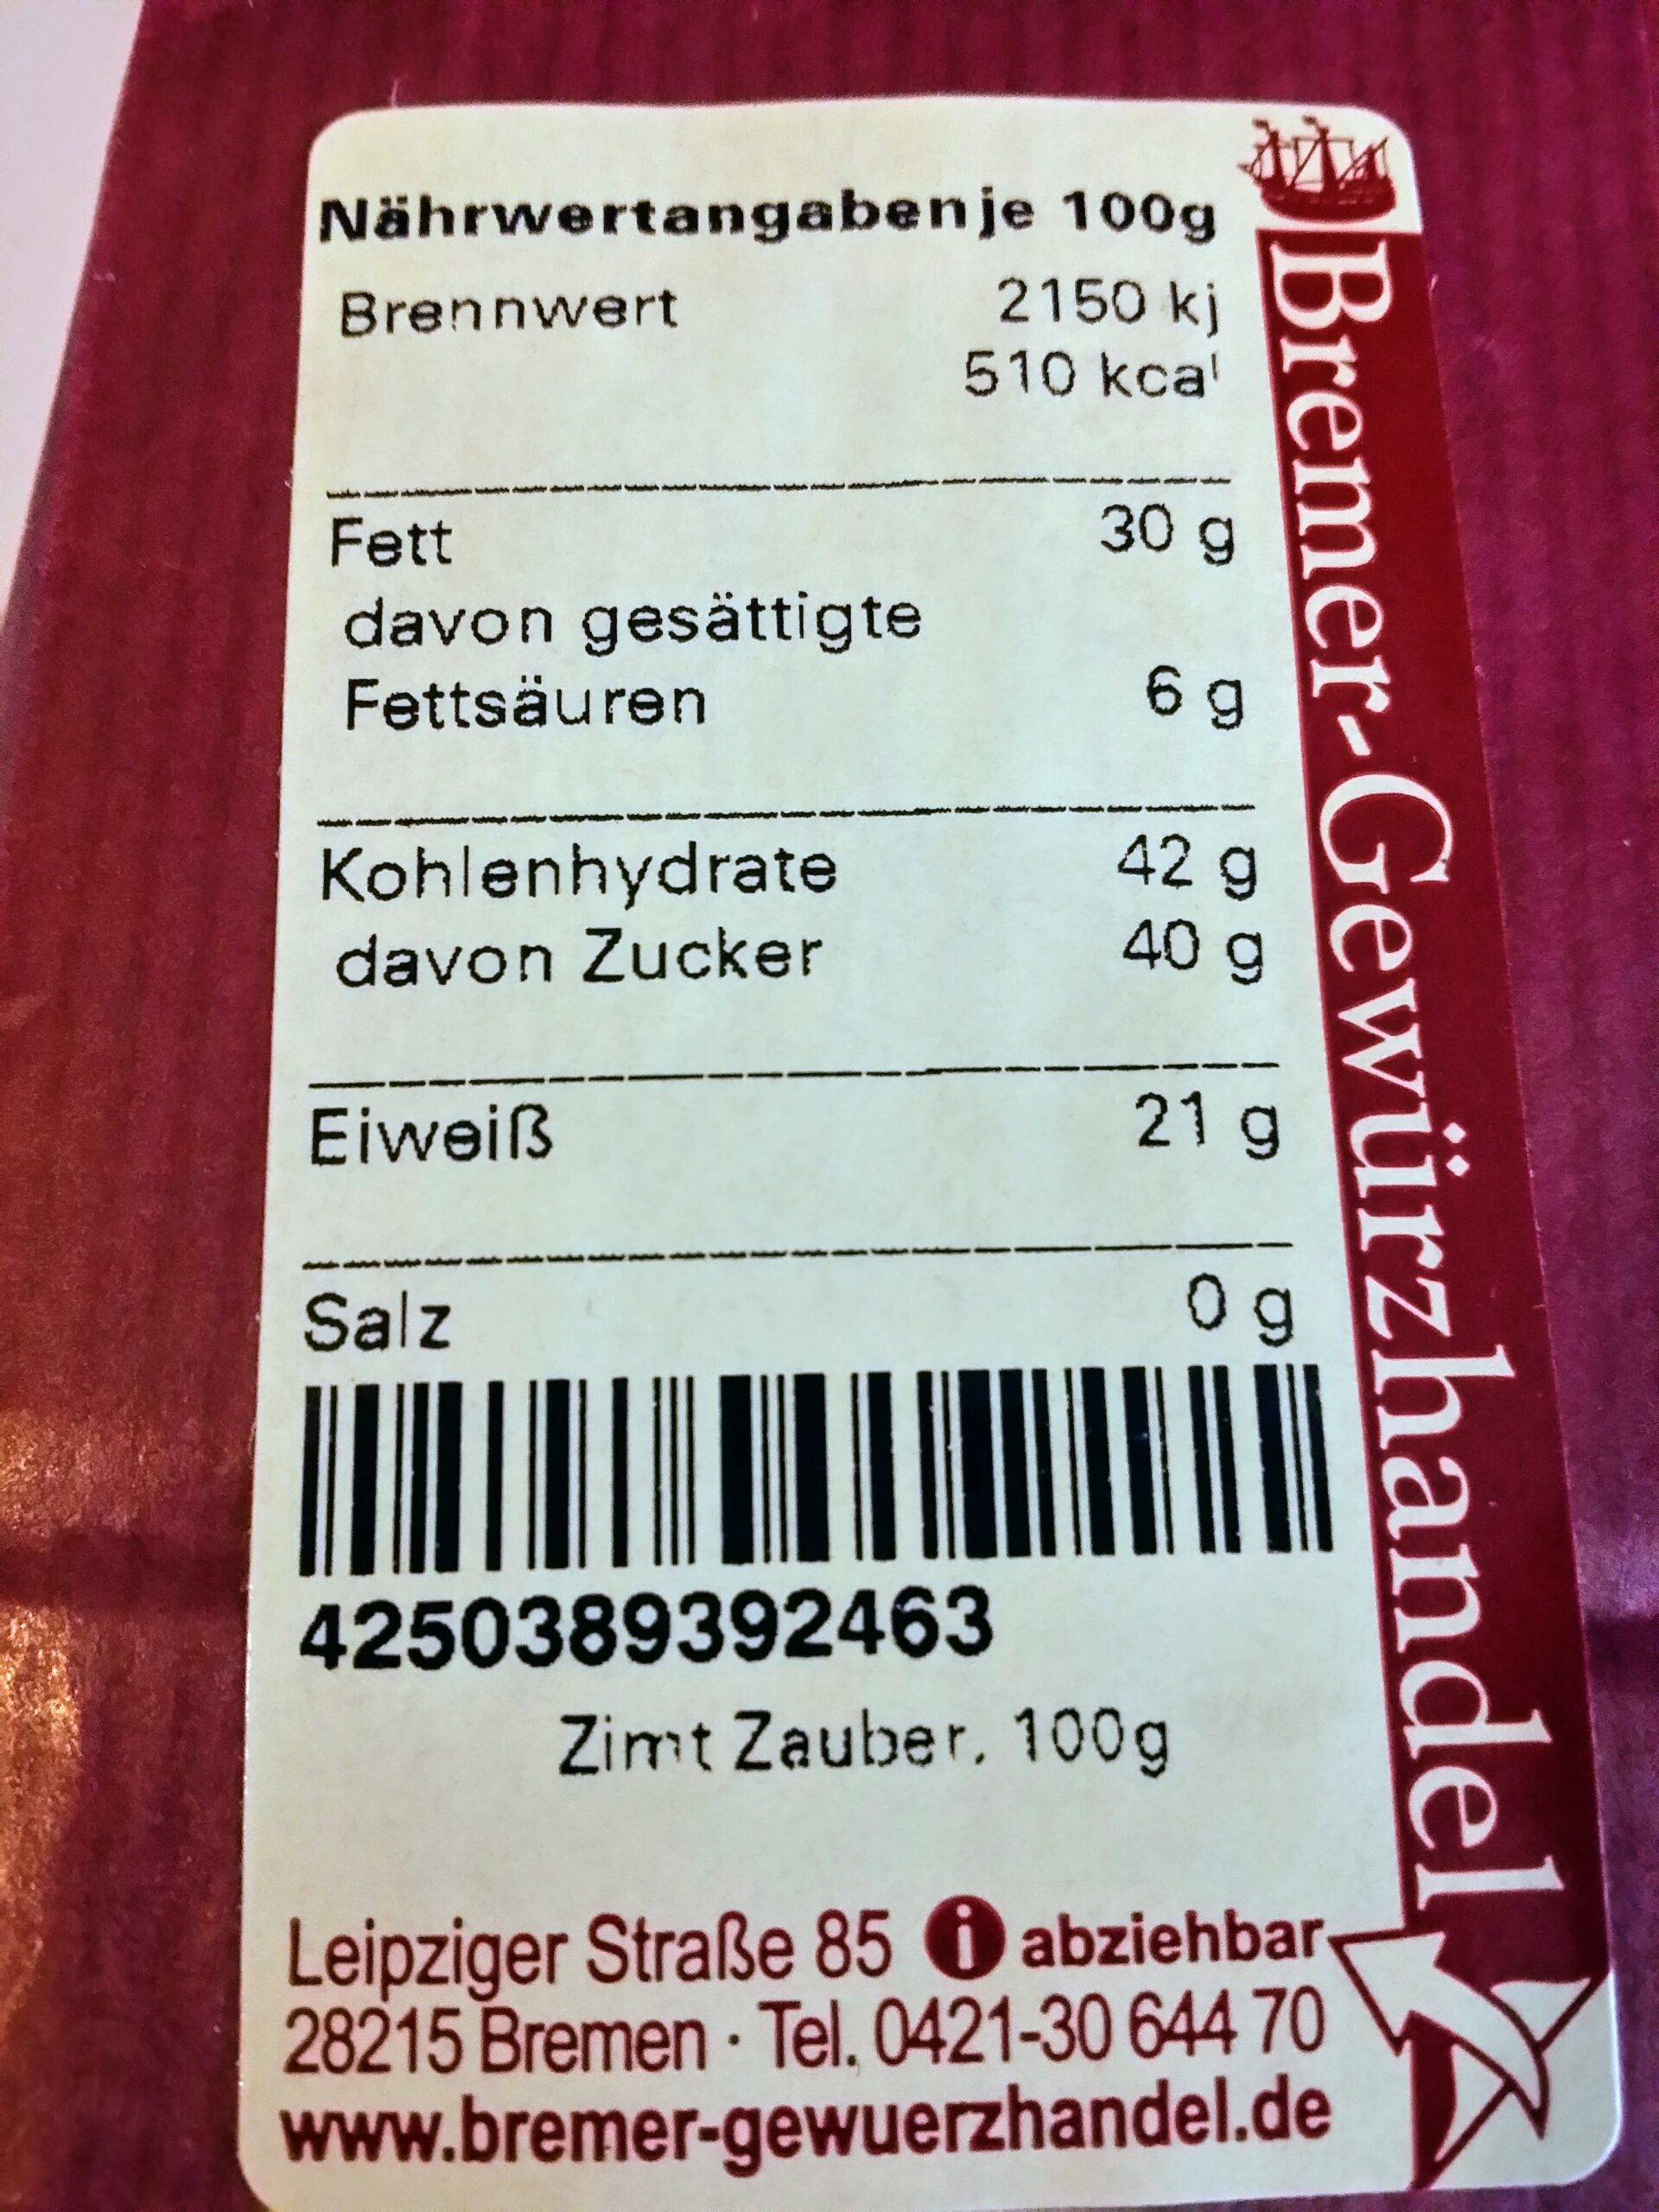 Nährwertangaben je 100g
Brennwert 2150 kj
510 kcal
Fett 30 g
davon gesättigte
Fettsäuren 6 g
Kohlenhydrate 42 g
davon Zucker 40 g
Eiweiß 21 g
Salz 0 g
4250389392463
Zimt Zauber. 100g
Leipziger Straße 85 i abziehbar
28215 Bremen · Tel. 0421-30 644 70
www.bremer-gewuerzhandel.de
Bremer-Gewürzhandel